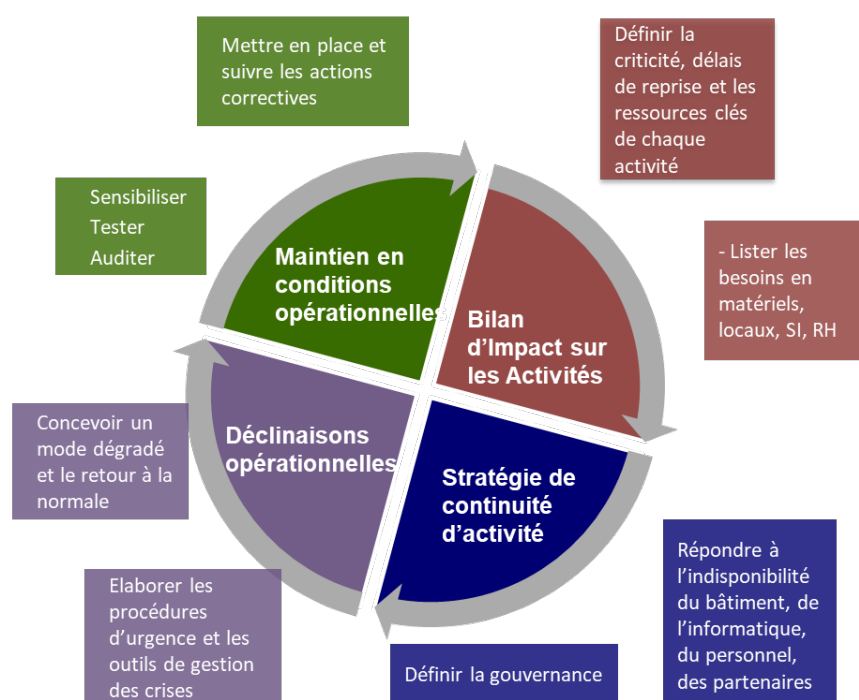 Mettre en place et
suivre les actions
correctives
Définir la
criticité, délais
de reprise et les
ressources clés
de chaque
activité
Sensibiliser
Tester
Auditer
- Lister les
besoins en
matériels,
locaux, SI, RH
Maintien en
conditions
opérationnelles
Bilan
d'Impact sur
les Activités
Déclinaisons
opérationnelles
Stratégie de
continuité
d'activité
Concevoir un
mode dégradé
et le retour à la
normale
Elaborer les
procédures
d'urgence et les
outils de gestion
des crises
Définir la gouvernance
Répondre à
l'indisponibilité
du bâtiment, de
l'informatique,
du personnel,
des partenaires